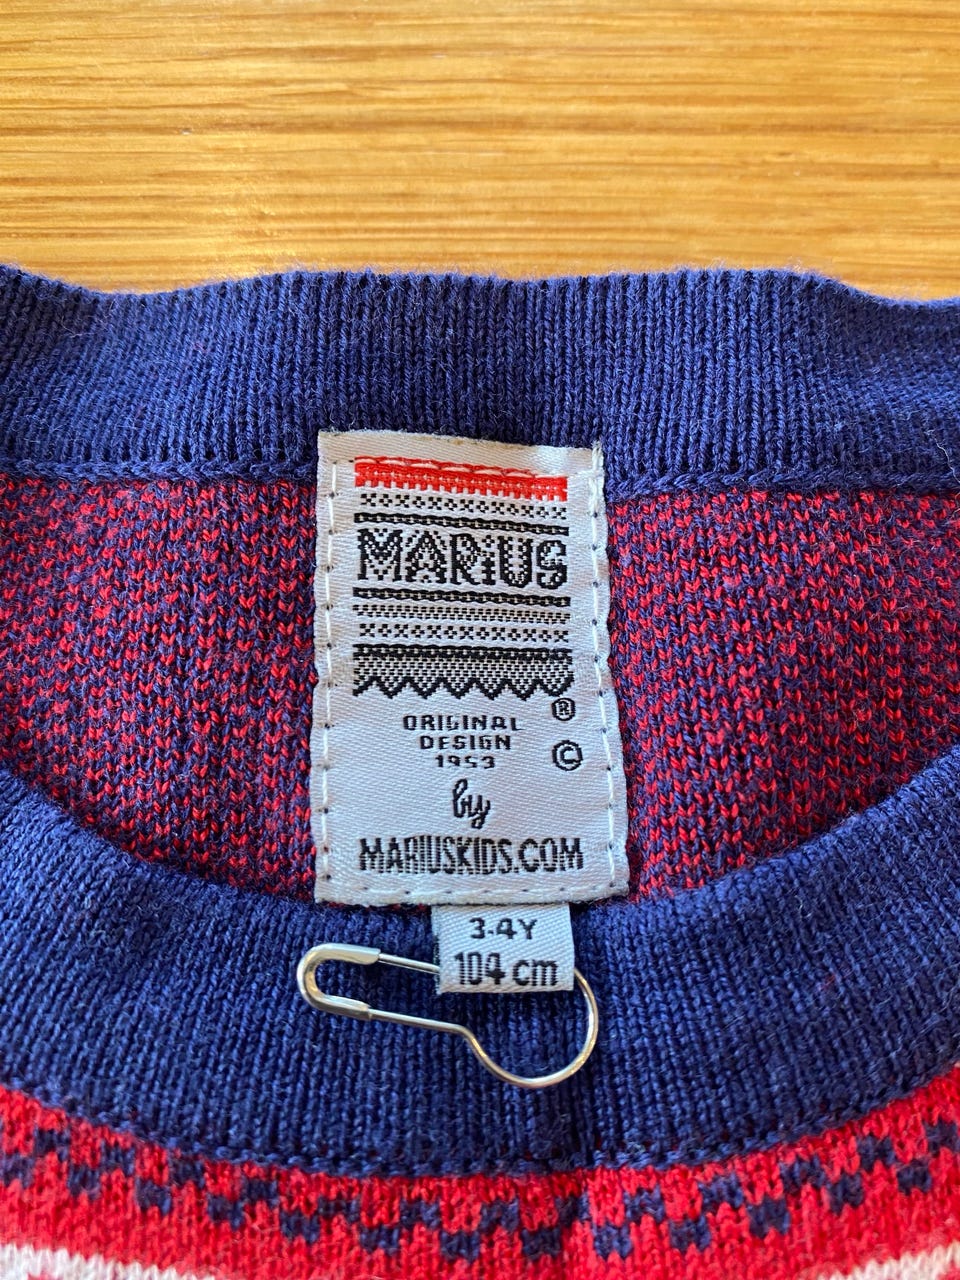 MARiUS
®
ORIGINAL
DESIGN
©
1953
by
MARIUSKIDS.COM
3-4Y
104 cm